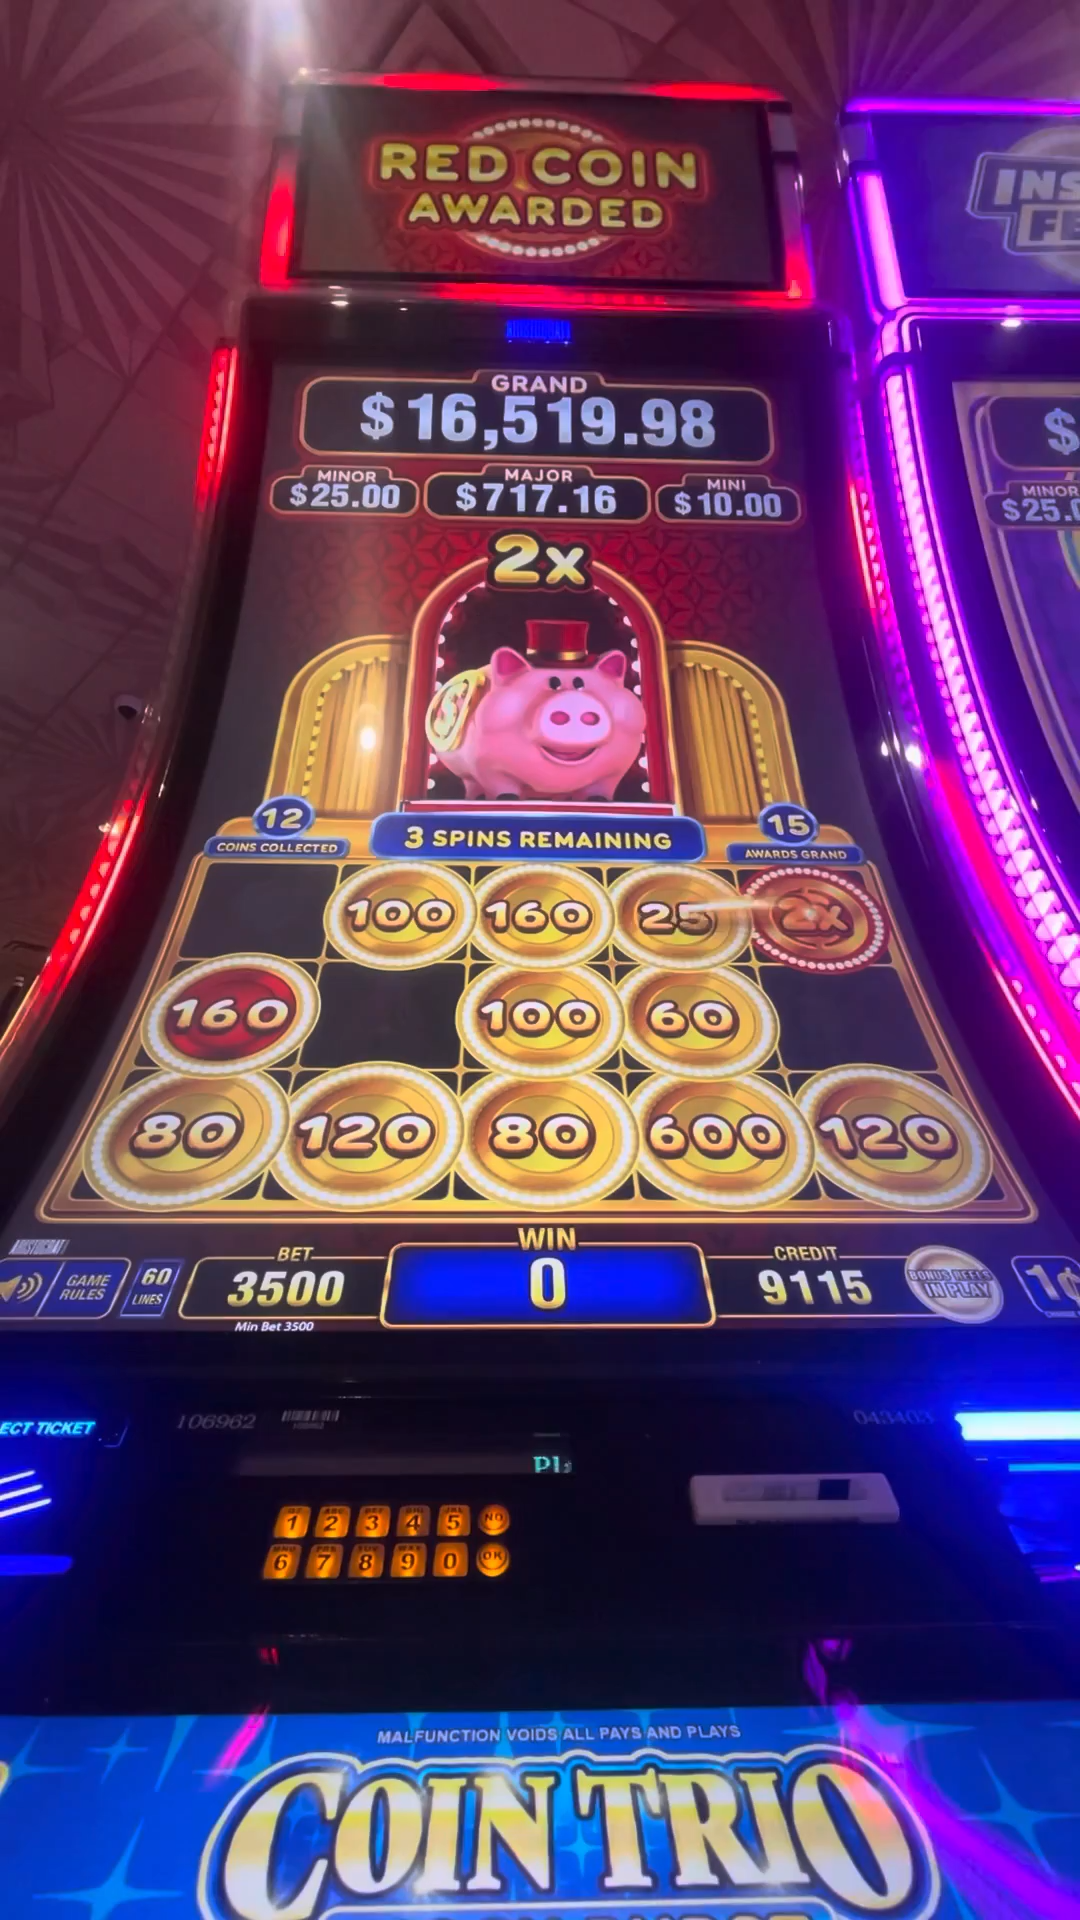 RED COIN
AWARDED
INS
FE
GRAND
$16,519.98
MINOR
$25.00
MAJOR
$717.16
MINI
$10.00
$
MINOR
$25.0
2x
$
12
COINS COLLECTED
3 SPINS REMAINING
15
AWARDS GRAND
100 160 25 2x
160 100 60
80 120 80 600 120
ARISTOCRAT
GAME
RULES
60
LINES
BET
3500
Min Bet 3500
WIN
0
CREDIT
9115
BONUS REELS
IN PLAY
1¢
ECT TICKET
106962
043403
1 2 3 4 5 NO
6 7 8 9 0 OK
MALFUNCTION VOIDS ALL PAYS AND PLAYS
COIN TRIO